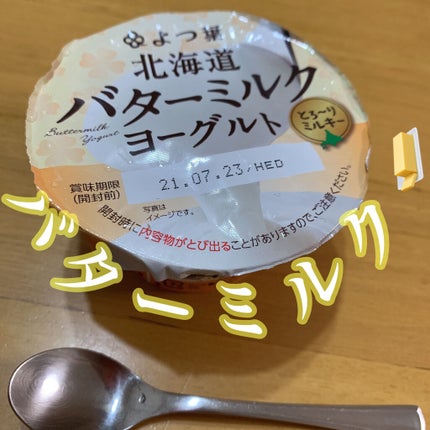 よつ葉
北海道
バターミルク
Buttermilk
Yogurt
ヨーグルト
とろ〜り
ミルキー
賞味期限
(開封前)
21.07.23/HED
写真は
イメージです。
開封時に内容物がとび出ることがありますので、ご注意ください。
バターミルク